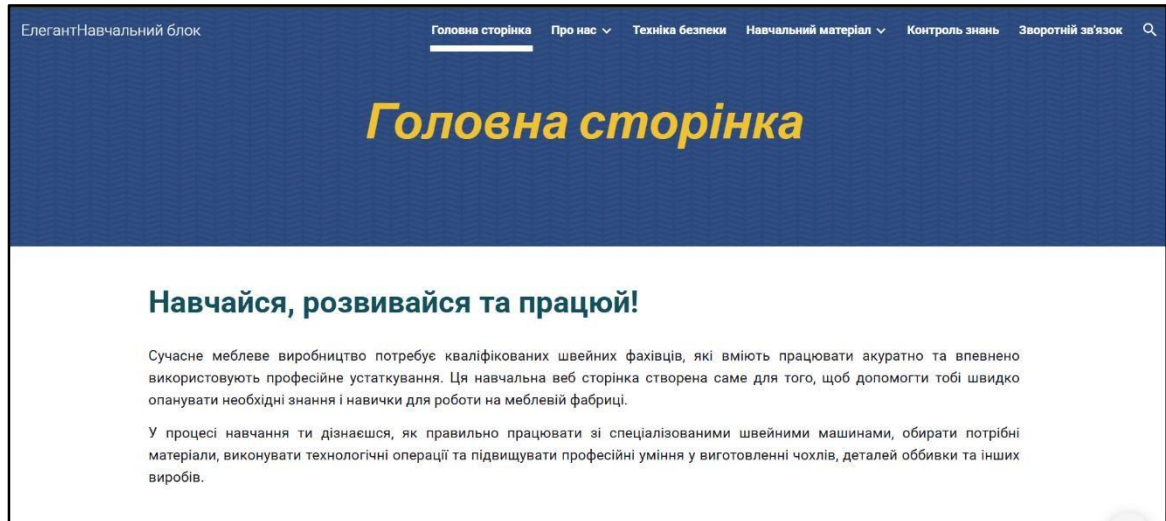 ЕлегантНавчальний блок
Головна сторінка Про нас Техніка безпеки Навчальний матеріал Контроль знань Зворотній зв'язок
Головна сторінка
Навчайся, розвивайся та працюй!
Сучасне меблеве виробництво потребує кваліфікованих швейних фахівців, які вміють працювати акуратно та впевнено
використовують професійне устаткування. Ця навчальна веб сторінка створена саме для того, щоб допомогти тобі швидко
опанувати необхідні знання і навички для роботи на меблевій фабриці.
У процесі навчання ти дізнаєшся, як правильно працювати зі спеціалізованими швейними машинами, обирати потрібні
матеріали, виконувати технологічні операції та підвищувати професійні уміння у виготовленні чохлів, деталей оббивки та інших
виробів.